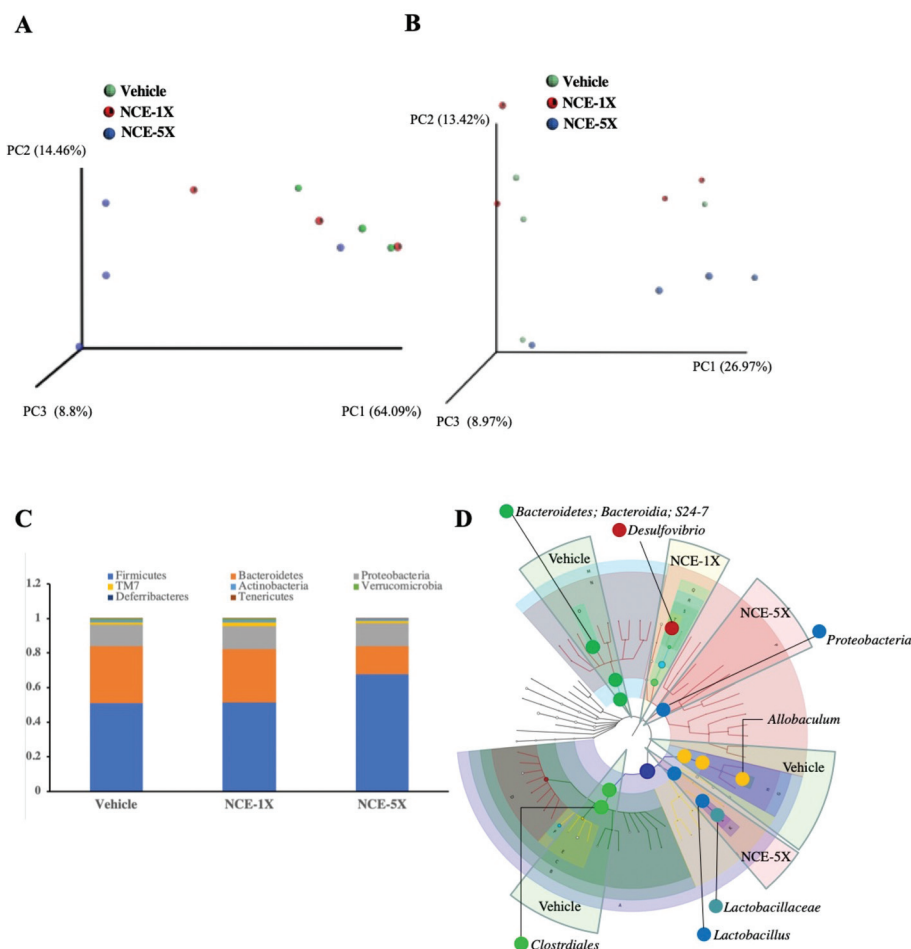 A
Vehicle
NCE-1X
NCE-5X
PC2 (14.46%)
PC3 (8.8%)
PC1 (64.09%)
B
Vehicle
NCE-1X
NCE-5X
PC2 (13.42%)
PC1 (26.97%)
PC3 (8.97%)
C
Firmicutes
Bacteroidetes
Proteobacteria
TM7
Actinobacteria
Verrucomicrobia
Deferribacteres
Tenericutes
1.2
1
0.8
0.6
0.4
0.2
0
Vehicle
NCE-1X
NCE-5X
D
Bacteroidetes; Bacteroidia; S24-7
Desulfovibrio
Vehicle
NCE-1X
NCE-5X
Proteobacteria
Allobaculum
Vehicle
NCE-5X
Vehicle
Lactobacillaceae
Lactobacillus
Clostrdiales